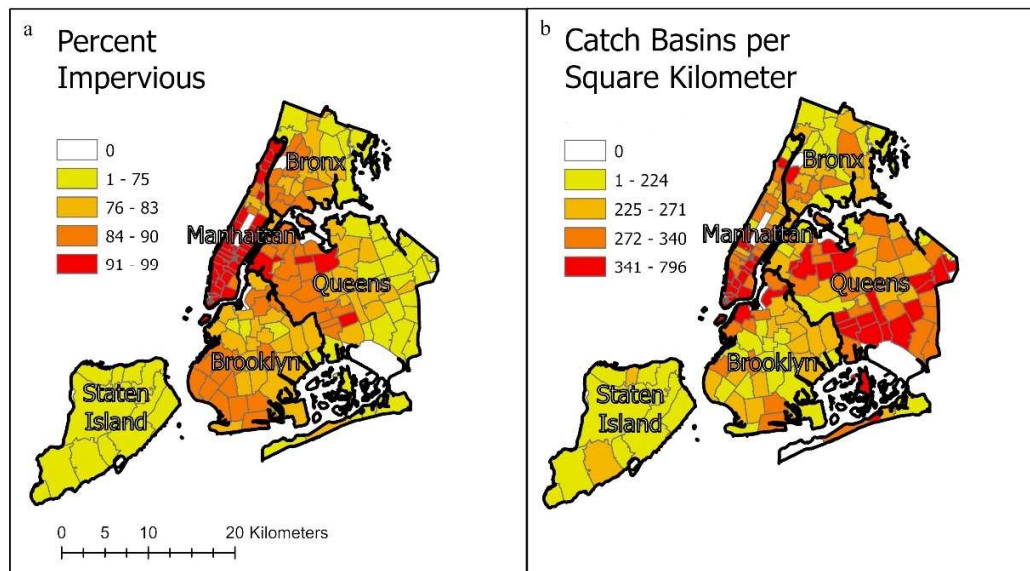 a
Percent
Impervious
0
1 - 75
76 - 83
84 - 90
91 - 99
Bronx
Manhattan
Queens
Brooklyn
Staten
Island
0 5 10 20 Kilometers
b
Catch Basins per
Square Kilometer
0
1 - 224
225 - 271
272 - 340
341 - 796
Bronx
Manhattan
Queens
Brooklyn
Staten
Island